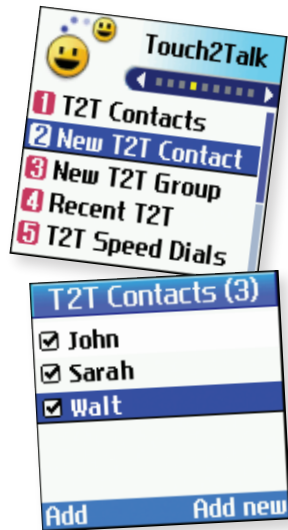 Touch2Talk
1 T2T Contacts
2 New T2T Contact
3 New T2T Group
4 Recent T2T
5 T2T Speed Dials
T2T Contacts (3)
John
Sarah
Walt
Add Add new